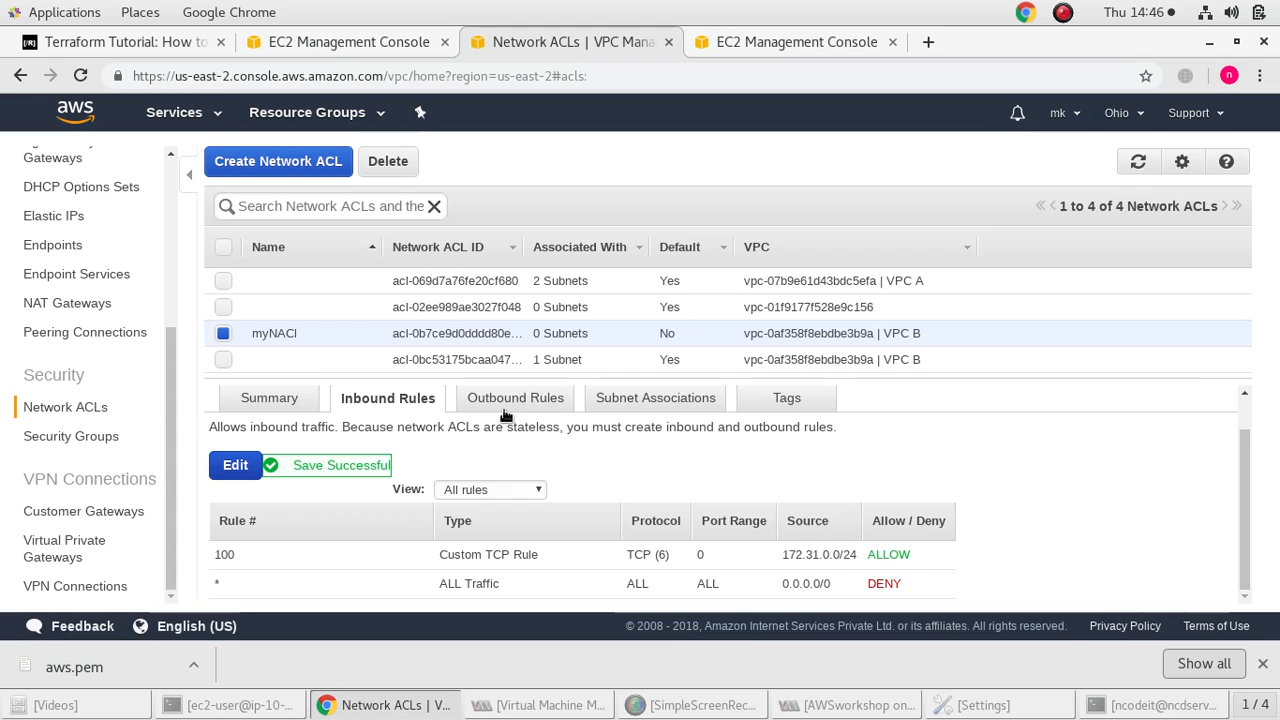 Applications Places Google Chrome Thu 14:46
Terraform Tutorial: How to EC2 Management Console Network ACLs | VPC Mana EC2 Management Console
https://us-east-2.console.aws.amazon.com/vpc/home?region=us-east-2#acls: n
aws Services Resource Groups mk Ohio Support
Gateways
DHCP Options Sets
Elastic IPs
Endpoints
Endpoint Services
NAT Gateways
Peering Connections
Security
Network ACLs
Security Groups
VPN Connections
Customer Gateways
Virtual Private
Gateways
VPN Connections
Create Network ACL Delete
Search Network ACLs and the 1 to 4 of 4 Network ACLs
Name Network ACL ID Associated With Default VPC
acl-069d7a76fe20cf680 2 Subnets Yes vpc-07b9e61d43bdc5efa | VPC A
acl-02ee989ae3027f048 0 Subnets Yes vpc-01f9177f528e9c156
myNACl acl-0b7ce9d0dddd80e... 0 Subnets No vpc-0af358f8ebdbe3b9a | VPC B
acl-0bc53175bcaa047... 1 Subnet Yes vpc-0af358f8ebdbe3b9a | VPC B
Summary Inbound Rules Outbound Rules Subnet Associations Tags
Allows inbound traffic. Because network ACLs are stateless, you must create inbound and outbound rules.
Edit Save Successful
View: All rules
Rule # Type Protocol Port Range Source Allow / Deny
100 Custom TCP Rule TCP (6) 0 172.31.0.0/24 ALLOW
* ALL Traffic ALL ALL 0.0.0.0/0 DENY
Feedback English (US) © 2008 - 2018, Amazon Internet Services Private Ltd. or its affiliates. All rights reserved. Privacy Policy Terms of Use
aws.pem Show all
[Videos] [ec2-user@ip-10-... Network ACLs | V... [Virtual Machine M... [SimpleScreenRec... [AWSworkshop on... [Settings] [ncodeit@ncdserv... 1 / 4